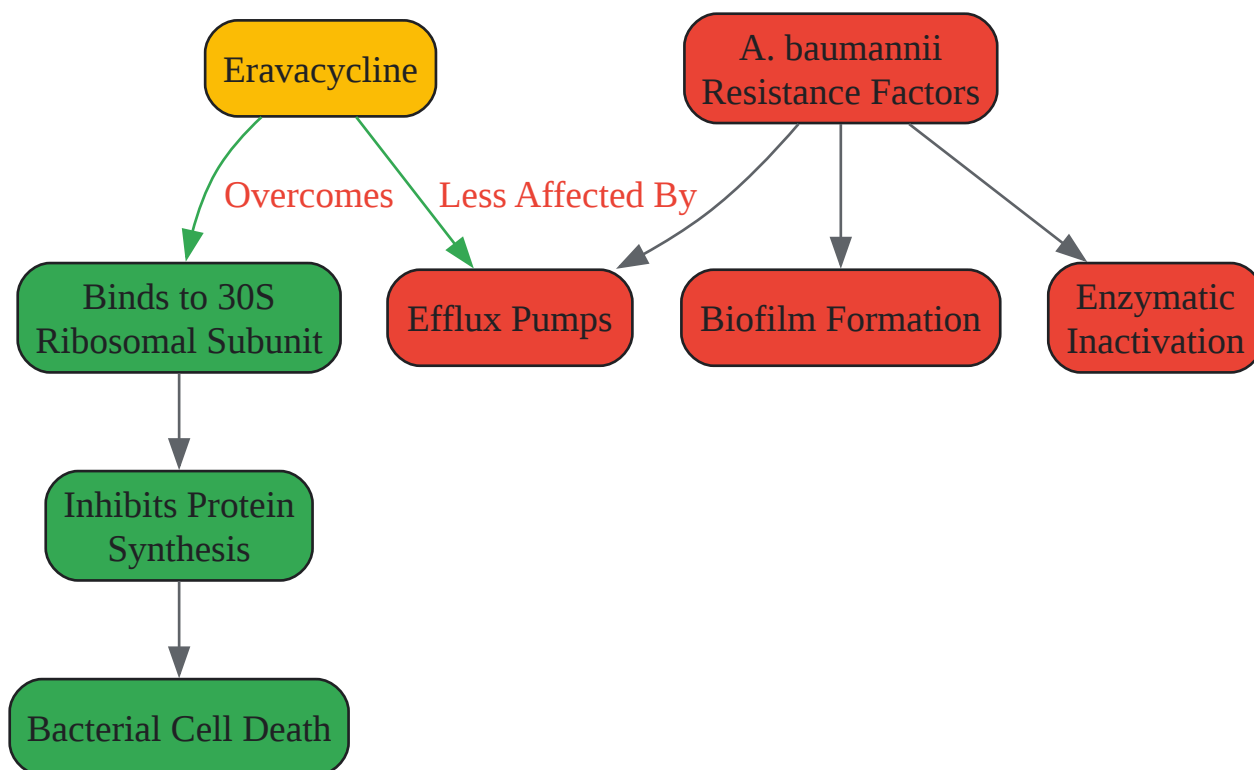 Eravacycline
A. baumannii
Resistance Factors
Overcomes
Less Affected By
Binds to 30S
Ribosomal Subunit
Efflux Pumps
Biofilm Formation
Enzymatic
Inactivation
Inhibits Protein
Synthesis
Bacterial Cell Death